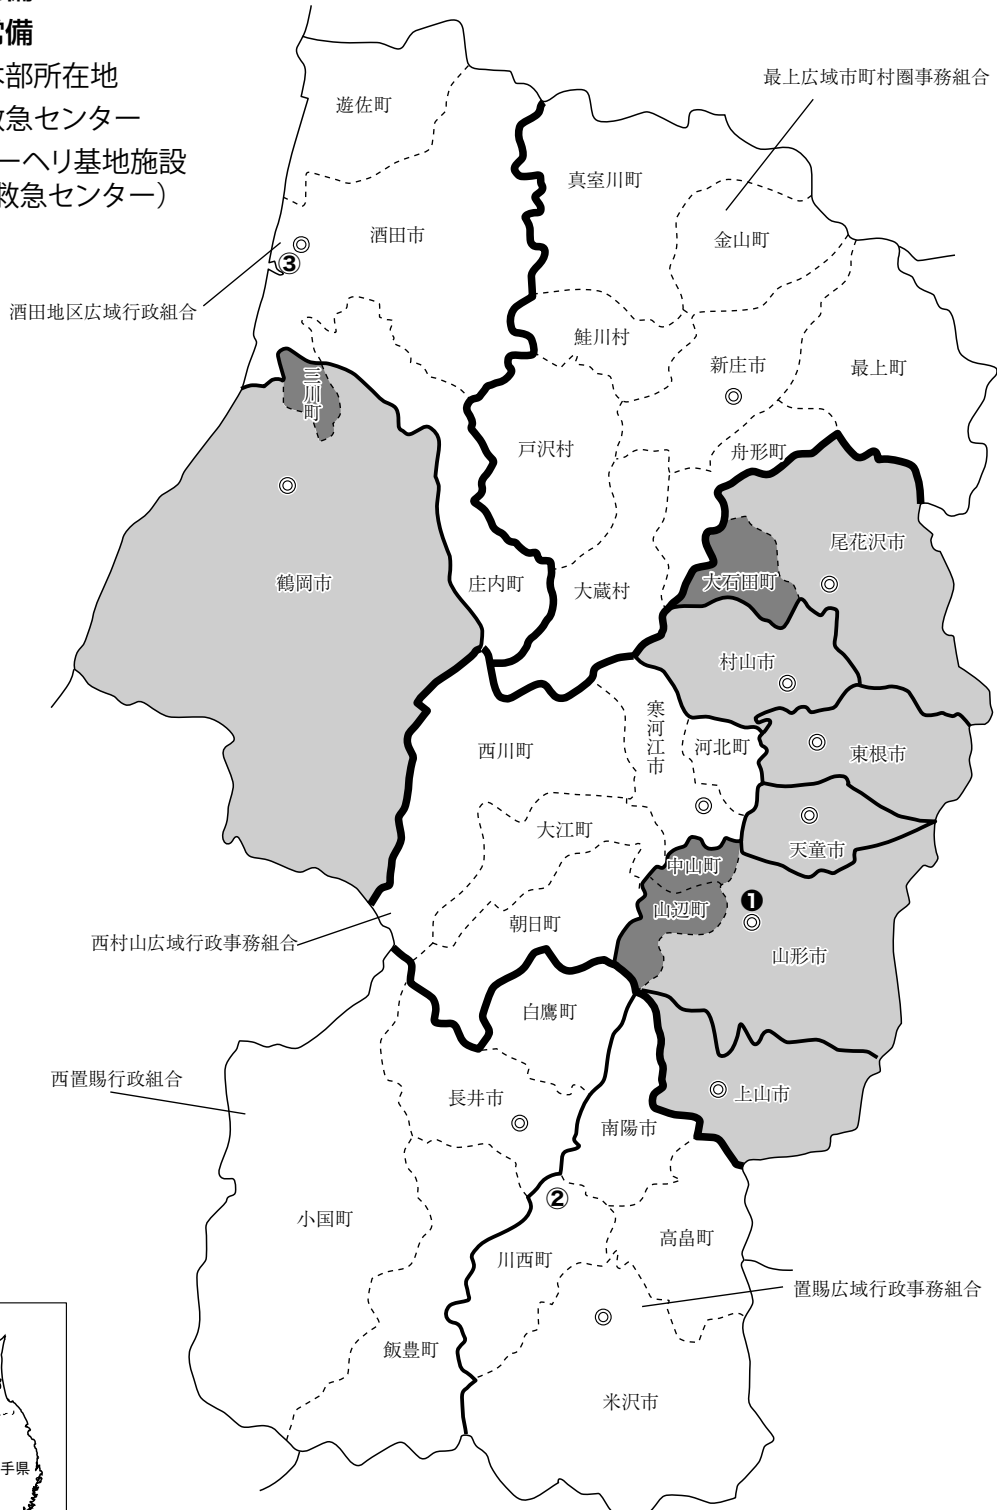 常備
本部所在地
救急センター
ーヘリ基地施設
救急センター）
最上広域市町村圏事務組合
遊佐町
真室川町
酒田市
金山町
③
酒田地区広域行政組合
鮭川村
新庄市
最上町
三川町
戸沢村
舟形町
尾花沢市
鶴岡市
庄内町
大蔵村
大石田町
村山市
寒河江市
西川町
河北町
東根市
大江町
天童市
中山町
❶
山辺町
朝日町
西村山広域行政事務組合
山形市
白鷹町
西置賜行政組合
長井市
上山市
南陽市
②
小国町
川西町
高畠町
置賜広域行政事務組合
飯豊町
米沢市
手県